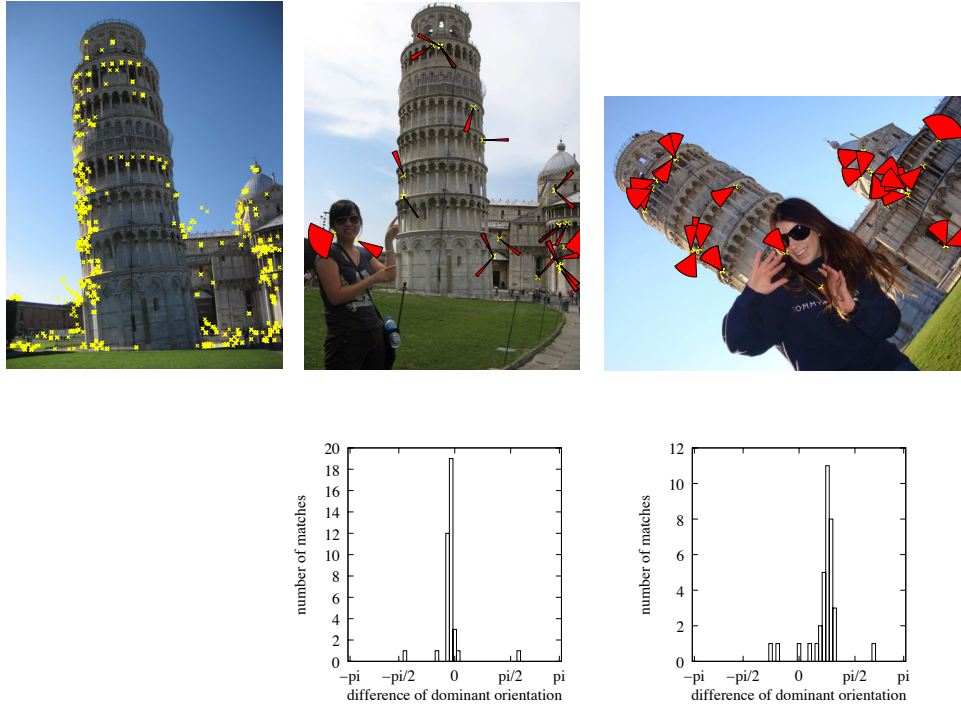 TOMMY
20
18
16
14
12
10
8
6
4
2
0
number of matches
−pi
−pi/2
0
pi/2
pi
difference of dominant orientation
12
10
8
6
4
2
0
number of matches
−pi
−pi/2
0
pi/2
pi
difference of dominant orientation